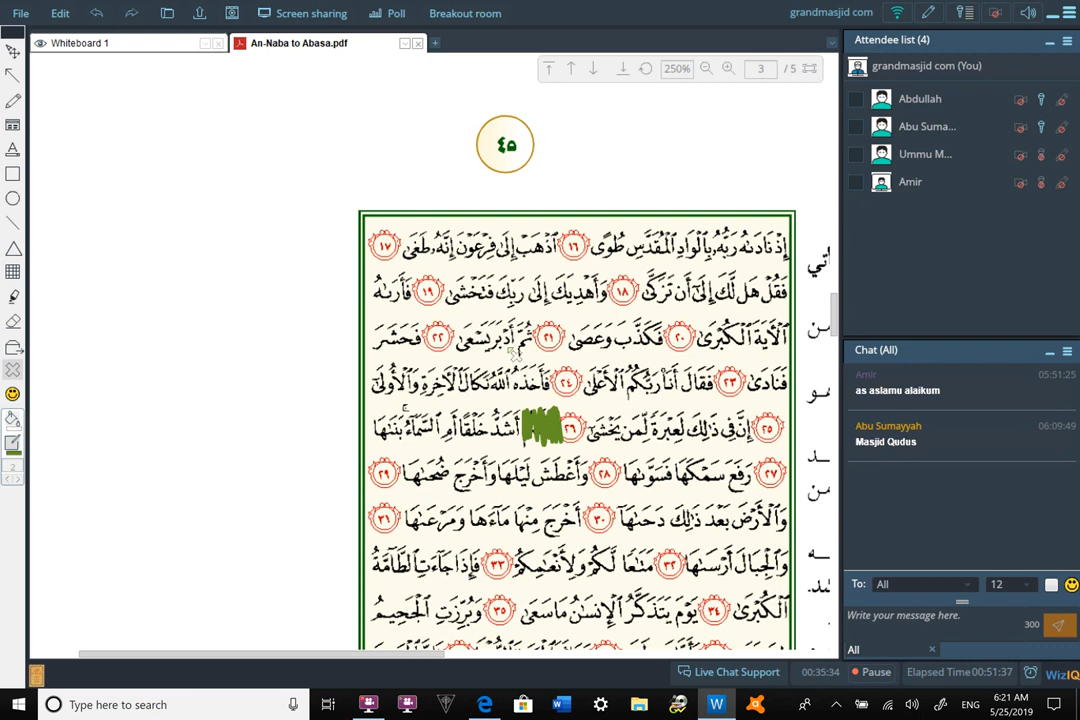 File Edit Screen sharing Poll Breakout room grandmasjid com
Whiteboard 1 An-Naba to Abasa.pdf
250% 3 / 5
٤٥
إِذْ نَادَىٰهُ رَبُّهُۥ بِٱلْوَادِ ٱلْمُقَدَّسِ طُوًى ١٦ ٱذْهَبْ إِلَىٰ فِرْعَوْنَ إِنَّهُۥ طَغَىٰ ١٧
فَقُلْ هَل لَّكَ إِلَىٰٓ أَن تَزَكَّىٰ ١٨ وَأَهْدِيَكَ إِلَىٰ رَبِّكَ فَتَخْشَىٰ ١٩ فَأَرَىٰهُ
ٱلْءَايَةَ ٱلْكُبْرَىٰ ٢٠ فَكَذَّبَ وَعَصَىٰ ٢١ ثُمَّ أَدْبَرَ يَسْعَىٰ ٢٢ فَحَشَرَ
فَنَادَىٰ ٢٣ فَقَالَ أَنَا۠ رَبُّكُمُ ٱلْأَعْلَىٰ ٢٤ فَأَخَذَهُ ٱللَّهُ نَكَالَ ٱلْءَاخِرَةِ وَٱلْأُولَىٰٓ
٢٥ إِنَّ فِى ذَٰلِكَ لَعِبْرَةً لِّمَن يَخْشَىٰٓ ٢٦ أَشَدُّ خَلْقًا أَمِ ٱلسَّمَآءُ ۚ بَنَىٰهَا
٢٧ رَفَعَ سَمْكَهَا فَسَوَّىٰهَا ٢٨ وَأَغْطَشَ لَيْلَهَا وَأَخْرَجَ ضُحَىٰهَا ٢٩
وَٱلْأَرْضَ بَعْدَ ذَٰلِكَ دَحَىٰهَآ ٣٠ أَخْرَجَ مِنْهَا مَآءَهَا وَمَرْعَىٰهَا ٣١
وَٱلْجِبَالَ أَرْسَىٰهَا ٣٢ مَتَٰعًا لَّكُمْ وَلِأَنْعَٰمِكُمْ ٣٣ فَإِذَا جَآءَتِ ٱلطَّآمَّةُ
ٱلْكُبْرَىٰ ٣٤ يَوْمَ يَتَذَكَّرُ ٱلْإِنسَٰنُ مَا سَعَىٰ ٣٥ وَبُرِّزَتِ ٱلْجَحِيمُ
Attendee list (4)
grandmasjid com (You)
Abdullah
Abu Suma...
Ummu M...
Amir
Chat (All)
Amir 05:51:25
as aslamu alaikum
Abu Sumayyah 06:09:49
Masjid Qudus
To: All 12
Write your message here.
300
All
Live Chat Support 00:35:34 Pause Elapsed Time 00:51:37 WizIQ
Type here to search
ENG 6:21 AM
5/25/2019